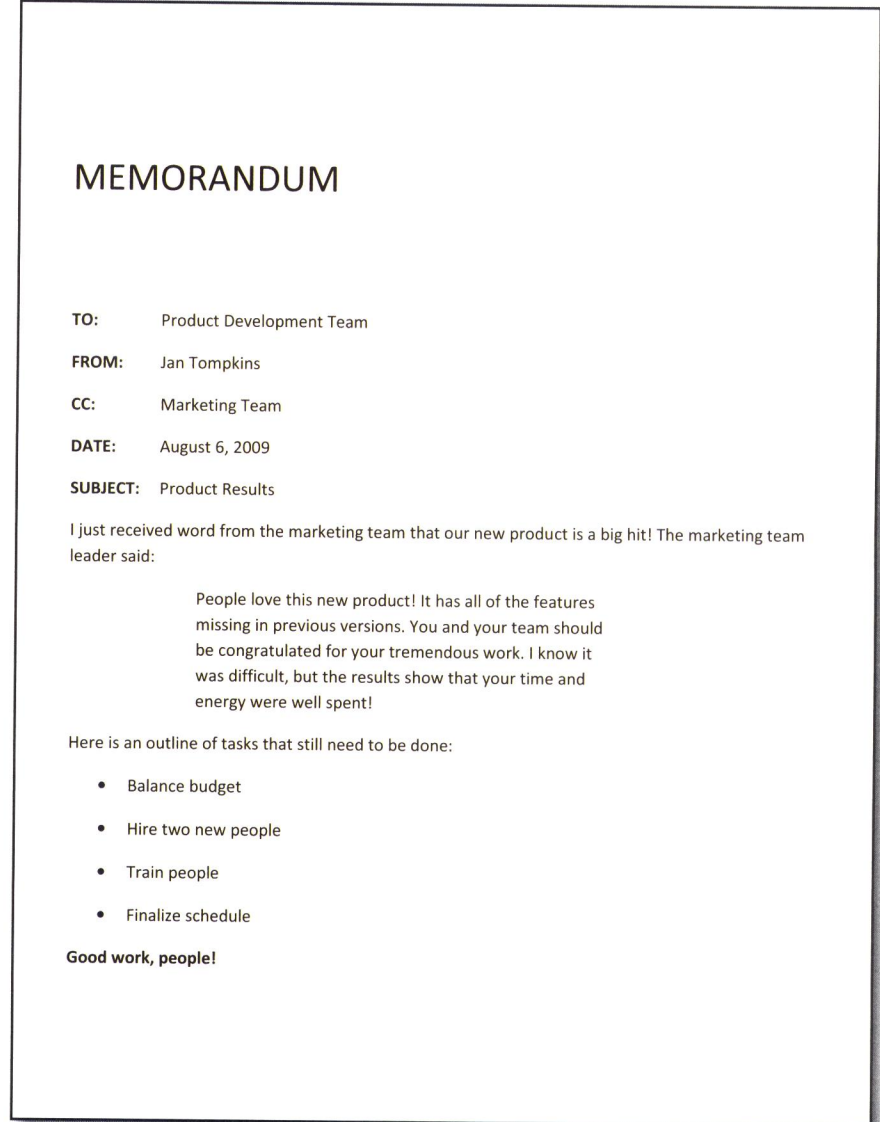 MEMORANDUM
TO: Product Development Team
FROM: Jan Tompkins
CC: Marketing Team
DATE: August 6, 2009
SUBJECT: Product Results
I just received word from the marketing team that our new product is a big hit! The marketing team
leader said:
People love this new product! It has all of the features
missing in previous versions. You and your team should
be congratulated for your tremendous work. I know it
was difficult, but the results show that your time and
energy were well spent!
Here is an outline of tasks that still need to be done:
• Balance budget
• Hire two new people
• Train people
• Finalize schedule
Good work, people!